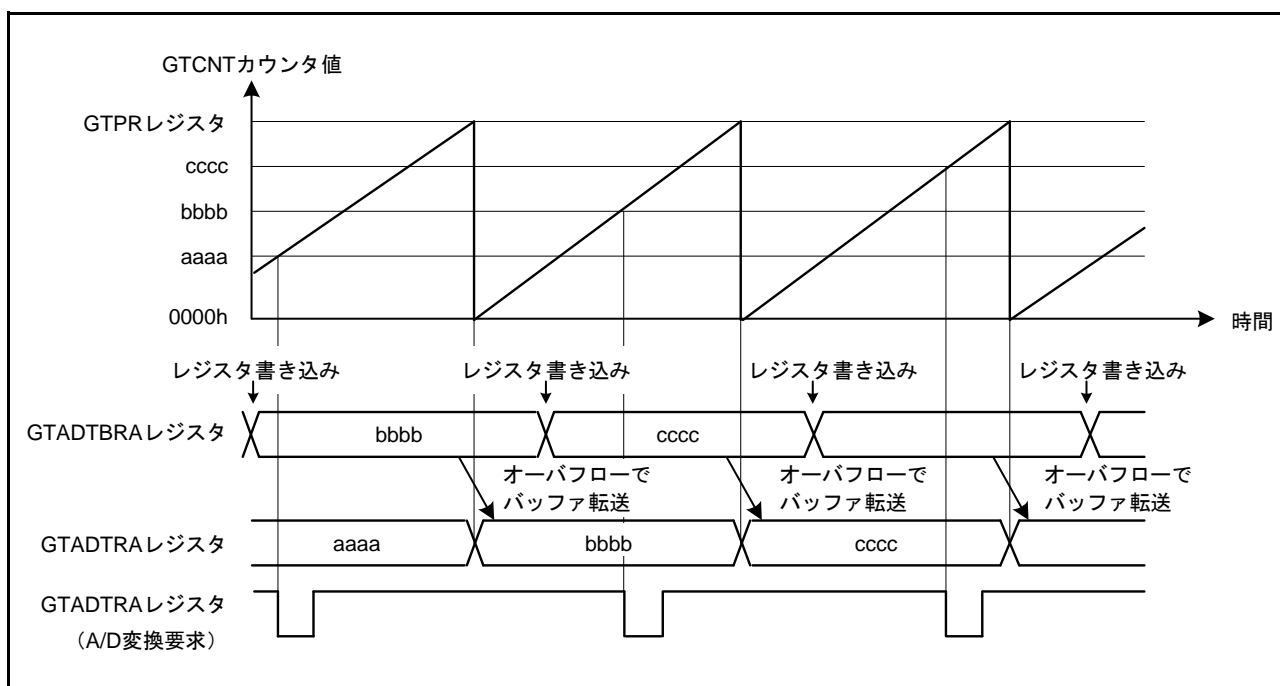 GTCNTカウンタ値
GTPRレジスタ
cccc
bbbb
aaaa
0000h
時間
レジスタ書き込み
レジスタ書き込み
レジスタ書き込み
レジスタ書き込み
GTADTBRAレジスタ
bbbb
cccc
オーバフローで
バッファ転送
オーバフローで
バッファ転送
オーバフローで
バッファ転送
GTADTRAレジスタ
aaaa
bbbb
cccc
GTADTRAレジスタ
（A/D変換要求）